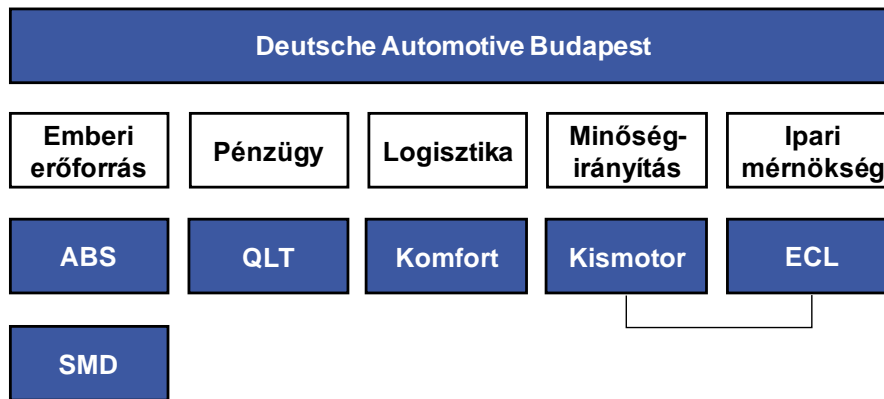 Deutsche Automotive Budapest
Emberi
erőforrás
Pénzügy
Logisztika
Minőség-
irányítás
Ipari
mérnökség
ABS
QLT
Komfort
Kismotor
ECL
SMD